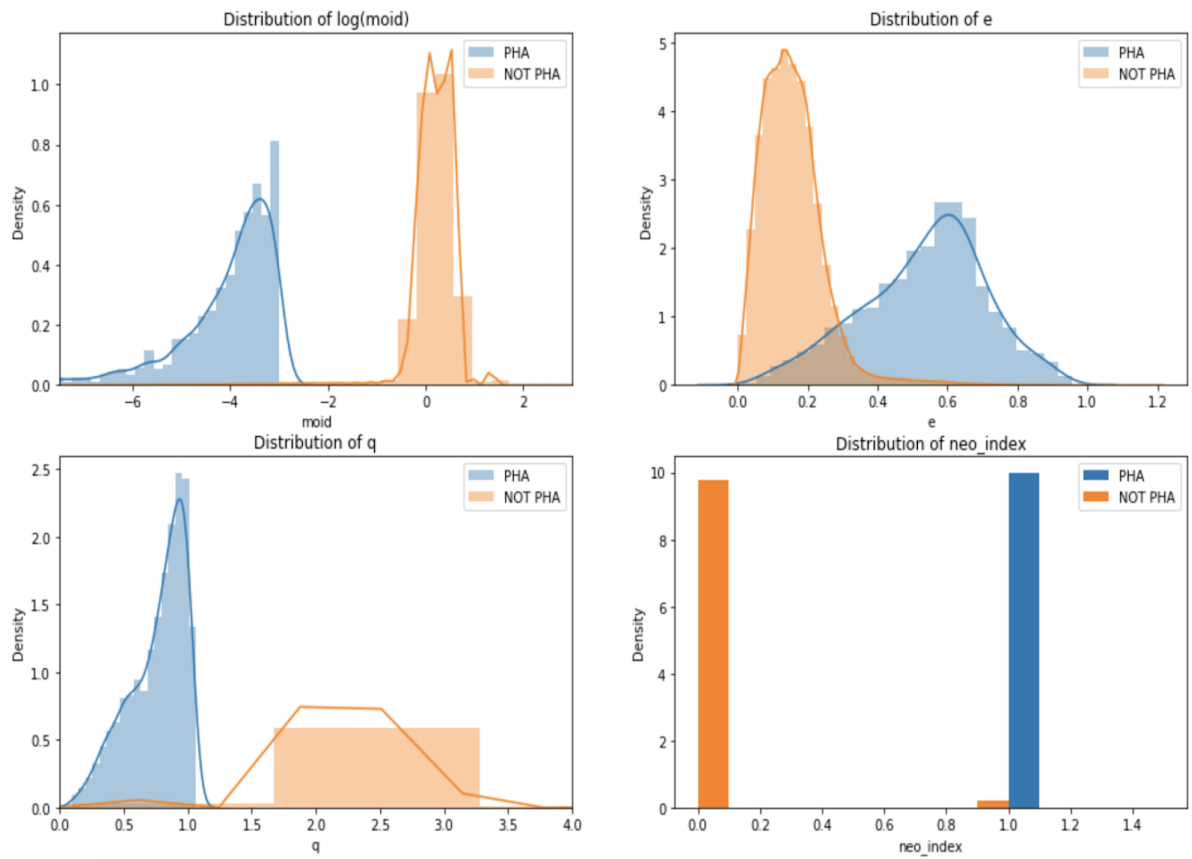 Distribution of log(moid)
PHA
NOT PHA
Density
1.0
0.8
0.6
0.4
0.2
0.0
−6
−4
−2
0
2
moid
Distribution of e
PHA
NOT PHA
Density
5
4
3
2
1
0
0.0
0.2
0.4
0.6
0.8
1.0
1.2
e
Distribution of q
PHA
NOT PHA
Density
2.5
2.0
1.5
1.0
0.5
0.0
0.0
0.5
1.0
1.5
2.0
2.5
3.0
3.5
4.0
q
Distribution of neo_index
PHA
NOT PHA
Density
10
8
6
4
2
0
0.0
0.2
0.4
0.6
0.8
1.0
1.2
1.4
neo_index